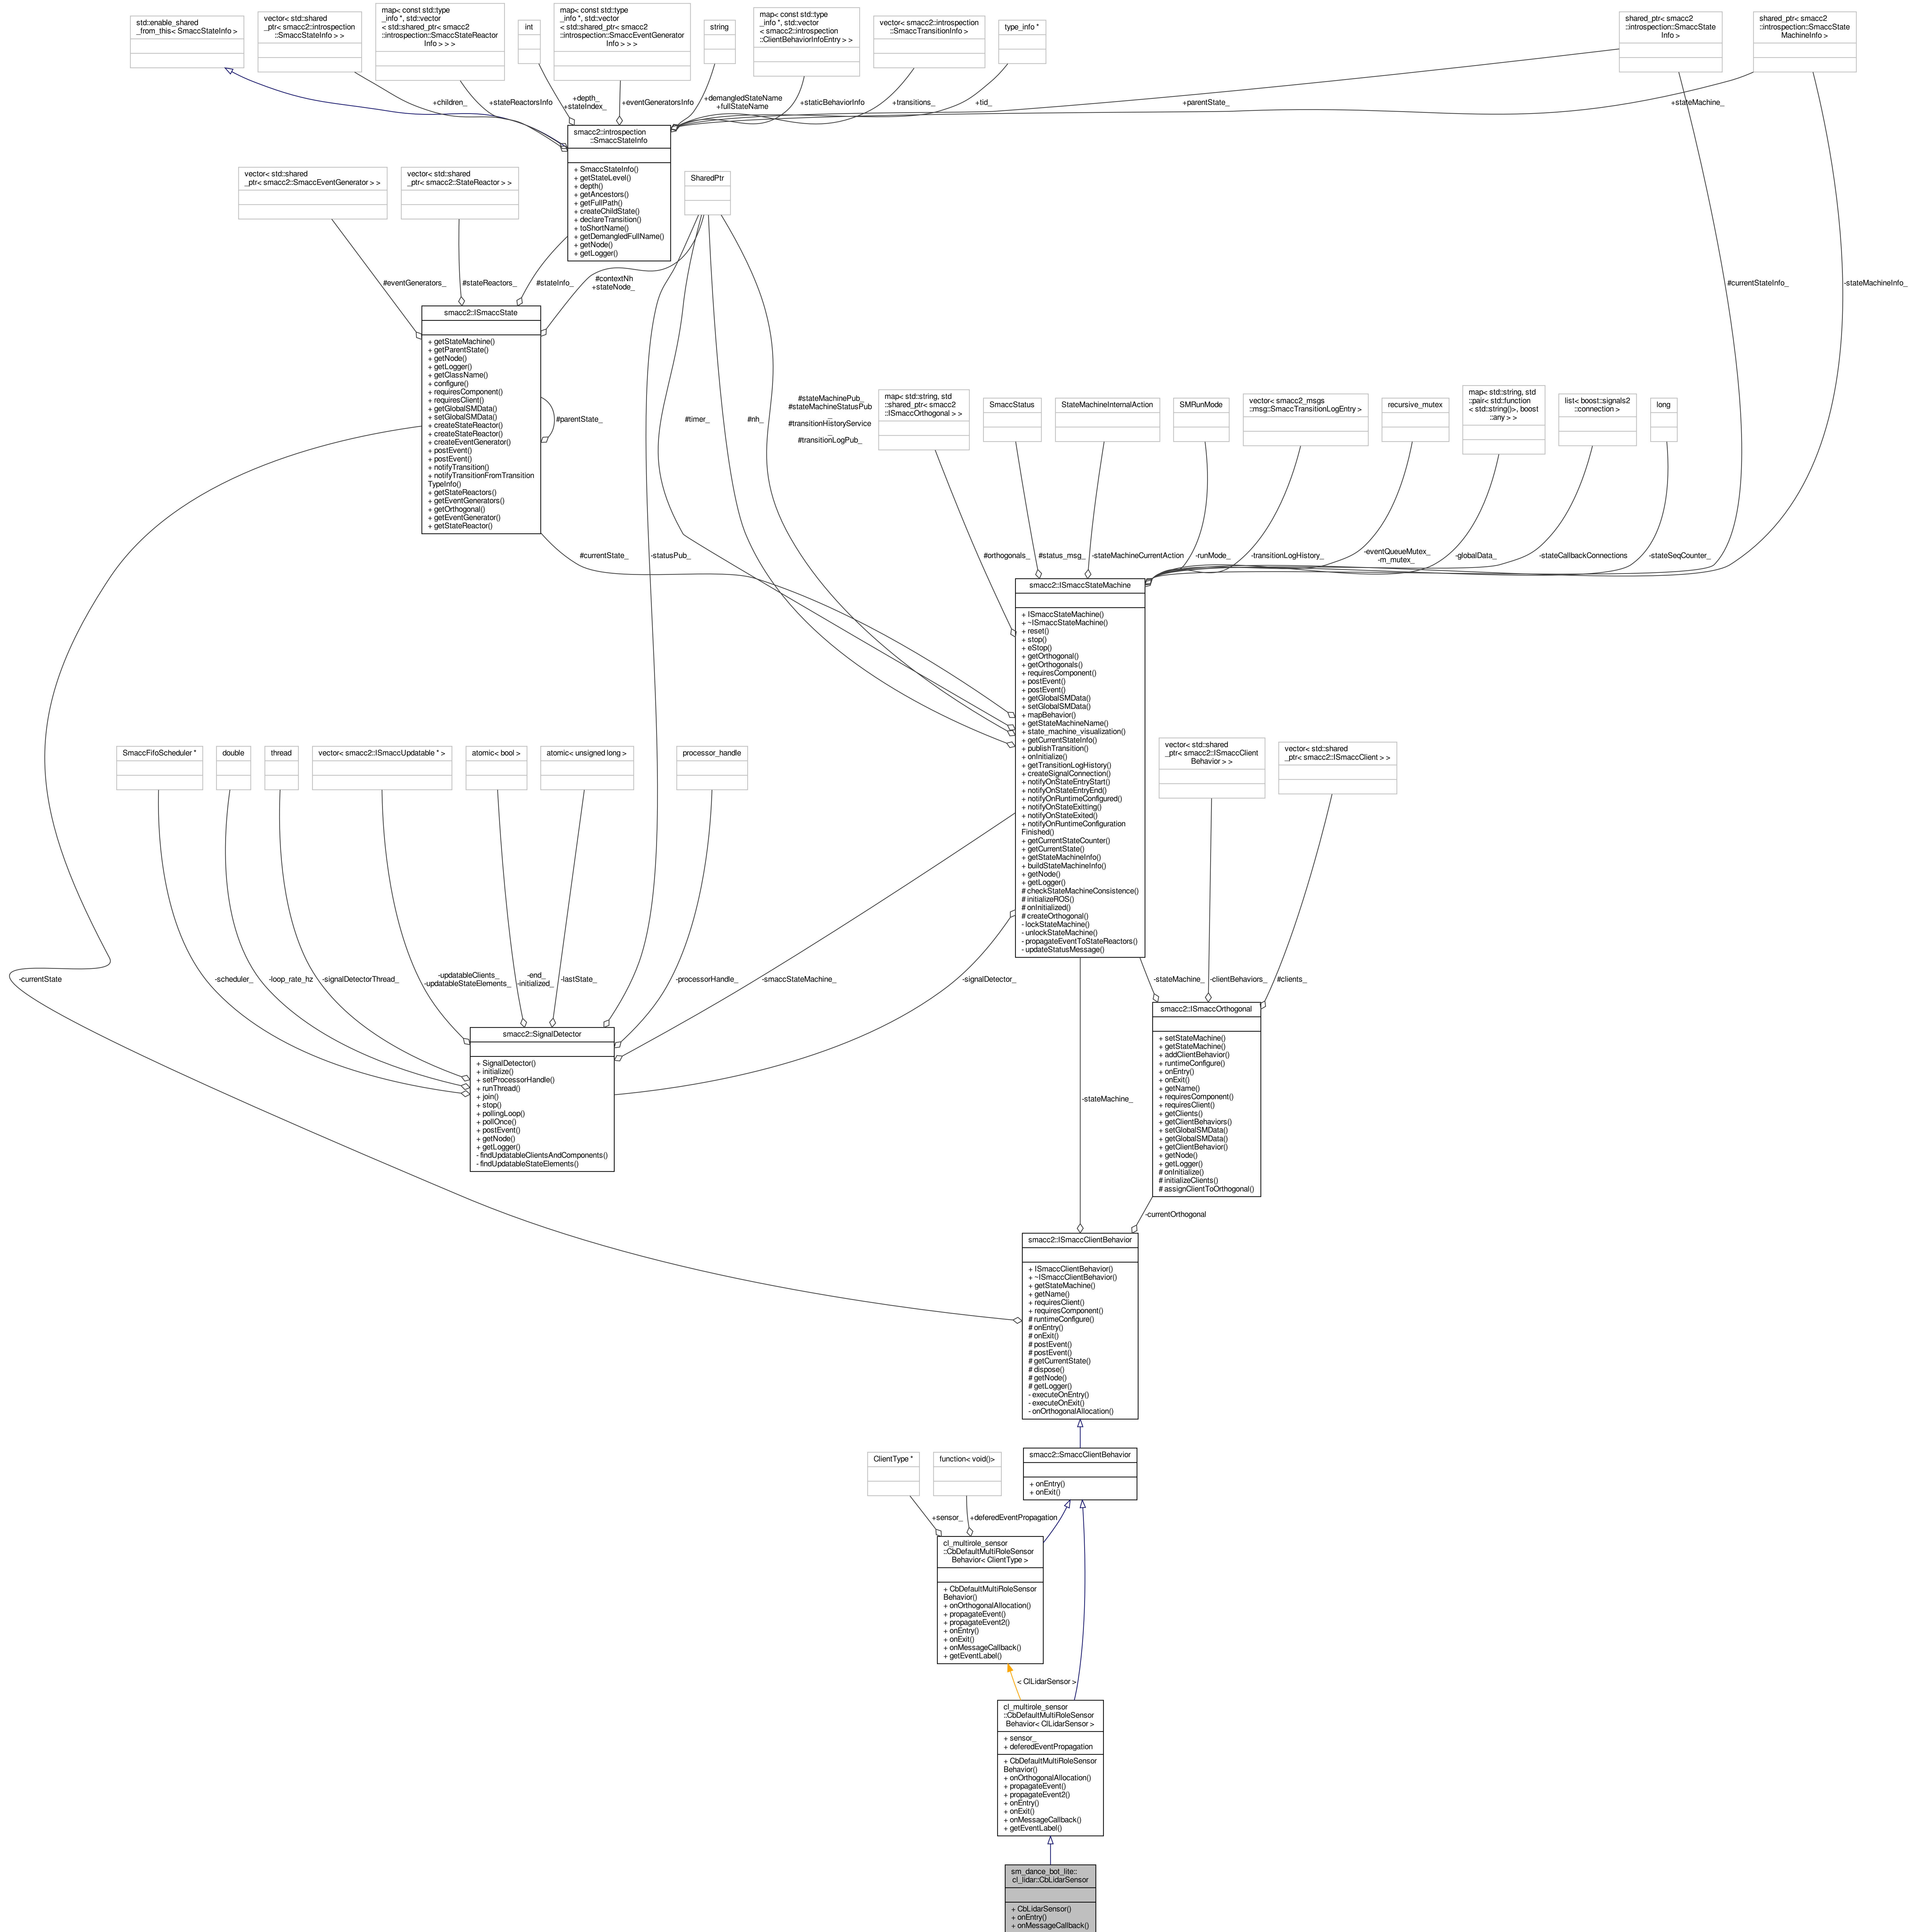 std::enable_shared
_from_this< SmaccStateInfo >
vector< std::shared
_ptr< smacc2::introspection
::SmaccStateInfo > >
map< const std::type
_info *, std::vector
< std::shared_ptr< smacc2
::introspection::SmaccStateReactor
Info > > >
int
map< const std::type
_info *, std::vector
< std::shared_ptr< smacc2
::introspection::SmaccEventGenerator
Info > > >
string
map< const std::type
_info *, std::vector
< smacc2::introspection
::ClientBehaviorInfoEntry > >
vector< smacc2::introspection
::SmaccTransitionInfo >
type_info *
shared_ptr< smacc2
::introspection::SmaccState
Info >
shared_ptr< smacc2
::introspection::SmaccState
MachineInfo >
+children_
+stateReactorsInfo
+depth_
+stateIndex_
+eventGeneratorsInfo
+demangledStateName
+fullStateName
+staticBehaviorInfo
+transitions_
+tid_
+parentState_
+stateMachine_
smacc2::introspection
::SmaccStateInfo
+ SmaccStateInfo()
+ getStateLevel()
+ depth()
+ getAncestors()
+ getFullPath()
+ createChildState()
+ declareTransition()
+ toShortName()
+ getDemangledFullName()
+ getNode()
+ getLogger()
vector< std::shared
_ptr< smacc2::SmaccEventGenerator > >
vector< std::shared
_ptr< smacc2::StateReactor > >
SharedPtr
#eventGenerators_
#stateReactors_
#stateInfo_
#contextNh
+stateNode_
#currentStateInfo_
-stateMachineInfo_
smacc2::ISmaccState
+ getStateMachine()
+ getParentState()
+ getNode()
+ getLogger()
+ getClassName()
+ configure()
+ requiresComponent()
+ requiresClient()
+ getGlobalSMData()
+ setGlobalSMData()
+ createStateReactor()
+ createStateReactor()
+ createEventGenerator()
+ postEvent()
+ postEvent()
+ notifyTransition()
+ notifyTransitionFromTransition
TypeInfo()
+ getStateReactors()
+ getEventGenerators()
+ getOrthogonal()
+ getEventGenerator()
+ getStateReactor()
#parentState_
#timer_
#nh_
#stateMachinePub_
#stateMachineStatusPub
_
#transitionHistoryService
_
#transitionLogPub_
map< std::string, std
::shared_ptr< smacc2
::ISmaccOrthogonal > >
SmaccStatus
StateMachineInternalAction
SMRunMode
vector< smacc2_msgs
::msg::SmaccTransitionLogEntry >
recursive_mutex
map< std::string, std
::pair< std::function
< std::string()>, boost
::any > >
list< boost::signals2
::connection >
long
#currentState_
-statusPub_
#orthogonals_
#status_msg_
-stateMachineCurrentAction
-runMode_
-transitionLogHistory_
-eventQueueMutex_
-m_mutex_
-globalData_
-stateCallbackConnections
-stateSeqCounter_
smacc2::ISmaccStateMachine
+ ISmaccStateMachine()
+ ~ISmaccStateMachine()
+ reset()
+ stop()
+ eStop()
+ getOrthogonal()
+ getOrthogonals()
+ requiresComponent()
+ postEvent()
+ postEvent()
+ getGlobalSMData()
+ setGlobalSMData()
+ mapBehavior()
+ getStateMachineName()
+ state_machine_visualization()
+ getCurrentStateInfo()
+ publishTransition()
+ onInitialize()
+ getTransitionLogHistory()
+ createSignalConnection()
+ notifyOnStateEntryStart()
+ notifyOnStateEntryEnd()
+ notifyOnRuntimeConfigured()
+ notifyOnStateExitting()
+ notifyOnStateExited()
+ notifyOnRuntimeConfiguration
Finished()
+ getCurrentStateCounter()
+ getCurrentState()
+ getStateMachineInfo()
+ buildStateMachineInfo()
+ getNode()
+ getLogger()
# checkStateMachineConsistence()
# initializeROS()
# onInitialized()
# createOrthogonal()
- lockStateMachine()
- unlockStateMachine()
- propagateEventToStateReactors()
- updateStatusMessage()
SmaccFifoScheduler *
double
thread
vector< smacc2::ISmaccUpdatable * >
atomic< bool >
atomic< unsigned long >
processor_handle
vector< std::shared
_ptr< smacc2::ISmaccClient
Behavior > >
vector< std::shared
_ptr< smacc2::ISmaccClient > >
-currentState
-scheduler_
-loop_rate_hz
-signalDetectorThread_
-updatableClients_
-updatableStateElements_
-end_
-initialized_
-lastState_
-processorHandle_
-smaccStateMachine_
-signalDetector_
-stateMachine_
-clientBehaviors_
#clients_
smacc2::SignalDetector
+ SignalDetector()
+ initialize()
+ setProcessorHandle()
+ runThread()
+ join()
+ stop()
+ pollingLoop()
+ pollOnce()
+ postEvent()
+ getNode()
+ getLogger()
- findUpdatableClientsAndComponents()
- findUpdatableStateElements()
smacc2::ISmaccOrthogonal
+ setStateMachine()
+ getStateMachine()
+ addClientBehavior()
+ runtimeConfigure()
+ onEntry()
+ onExit()
+ getName()
+ requiresComponent()
+ requiresClient()
+ getClients()
+ getClientBehaviors()
+ setGlobalSMData()
+ getGlobalSMData()
+ getClientBehavior()
+ getNode()
+ getLogger()
# onInitialize()
# initializeClients()
# assignClientToOrthogonal()
-stateMachine_
-currentOrthogonal
smacc2::ISmaccClientBehavior
+ ISmaccClientBehavior()
+ ~ISmaccClientBehavior()
+ getStateMachine()
+ getName()
+ requiresClient()
+ requiresComponent()
# runtimeConfigure()
# onEntry()
# onExit()
# postEvent()
# postEvent()
# getCurrentState()
# dispose()
# getNode()
# getLogger()
- executeOnEntry()
- executeOnExit()
- onOrthogonalAllocation()
ClientType *
function< void()>
smacc2::SmaccClientBehavior
+ onEntry()
+ onExit()
+sensor_
+deferedEventPropagation
cl_multirole_sensor
::CbDefaultMultiRoleSensor
Behavior< ClientType >
+ CbDefaultMultiRoleSensor
Behavior()
+ onOrthogonalAllocation()
+ propagateEvent()
+ propagateEvent2()
+ onEntry()
+ onExit()
+ onMessageCallback()
+ getEventLabel()
< ClLidarSensor >
cl_multirole_sensor
::CbDefaultMultiRoleSensor
Behavior< ClLidarSensor >
+ sensor_
+ deferedEventPropagation
+ CbDefaultMultiRoleSensor
Behavior()
+ onOrthogonalAllocation()
+ propagateEvent()
+ propagateEvent2()
+ onEntry()
+ onExit()
+ onMessageCallback()
+ getEventLabel()
sm_dance_bot_lite::
cl_lidar::CbLidarSensor
+ CbLidarSensor()
+ onEntry()
+ onMessageCallback()